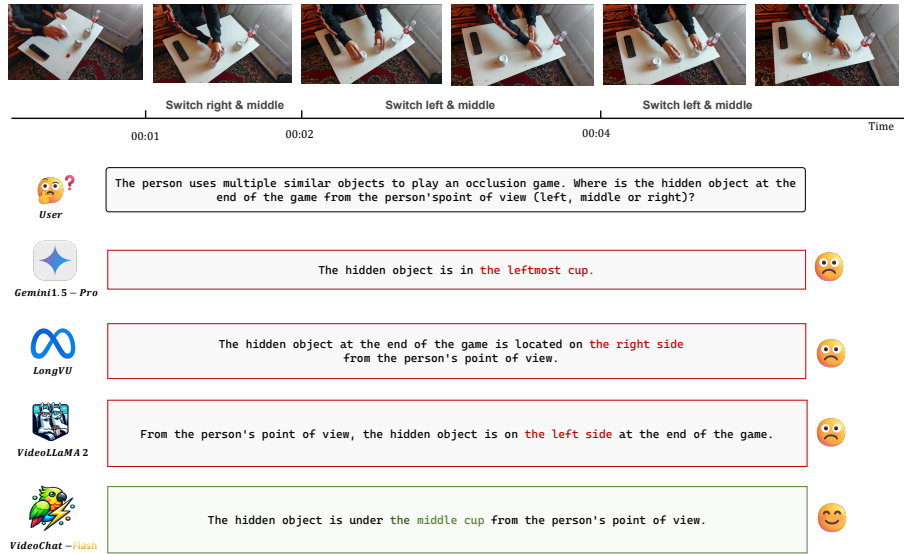 Switch right & middle
Switch left & middle
Switch left & middle
00:01
00:02
00:04
Time
The person uses multiple similar objects to play an occlusion game. Where is the hidden object at the
end of the game from the person'spoint of view (left, middle or right)?
User
The hidden object is in the leftmost cup.
Gemini1.5－Pro
The hidden object at the end of the game is located on the right side
from the person's point of view.
LongVU
From the person's point of view, the hidden object is on the left side at the end of the game.
VideoLLaMA 2
The hidden object is under the middle cup from the person's point of view.
VideoChat－Flash